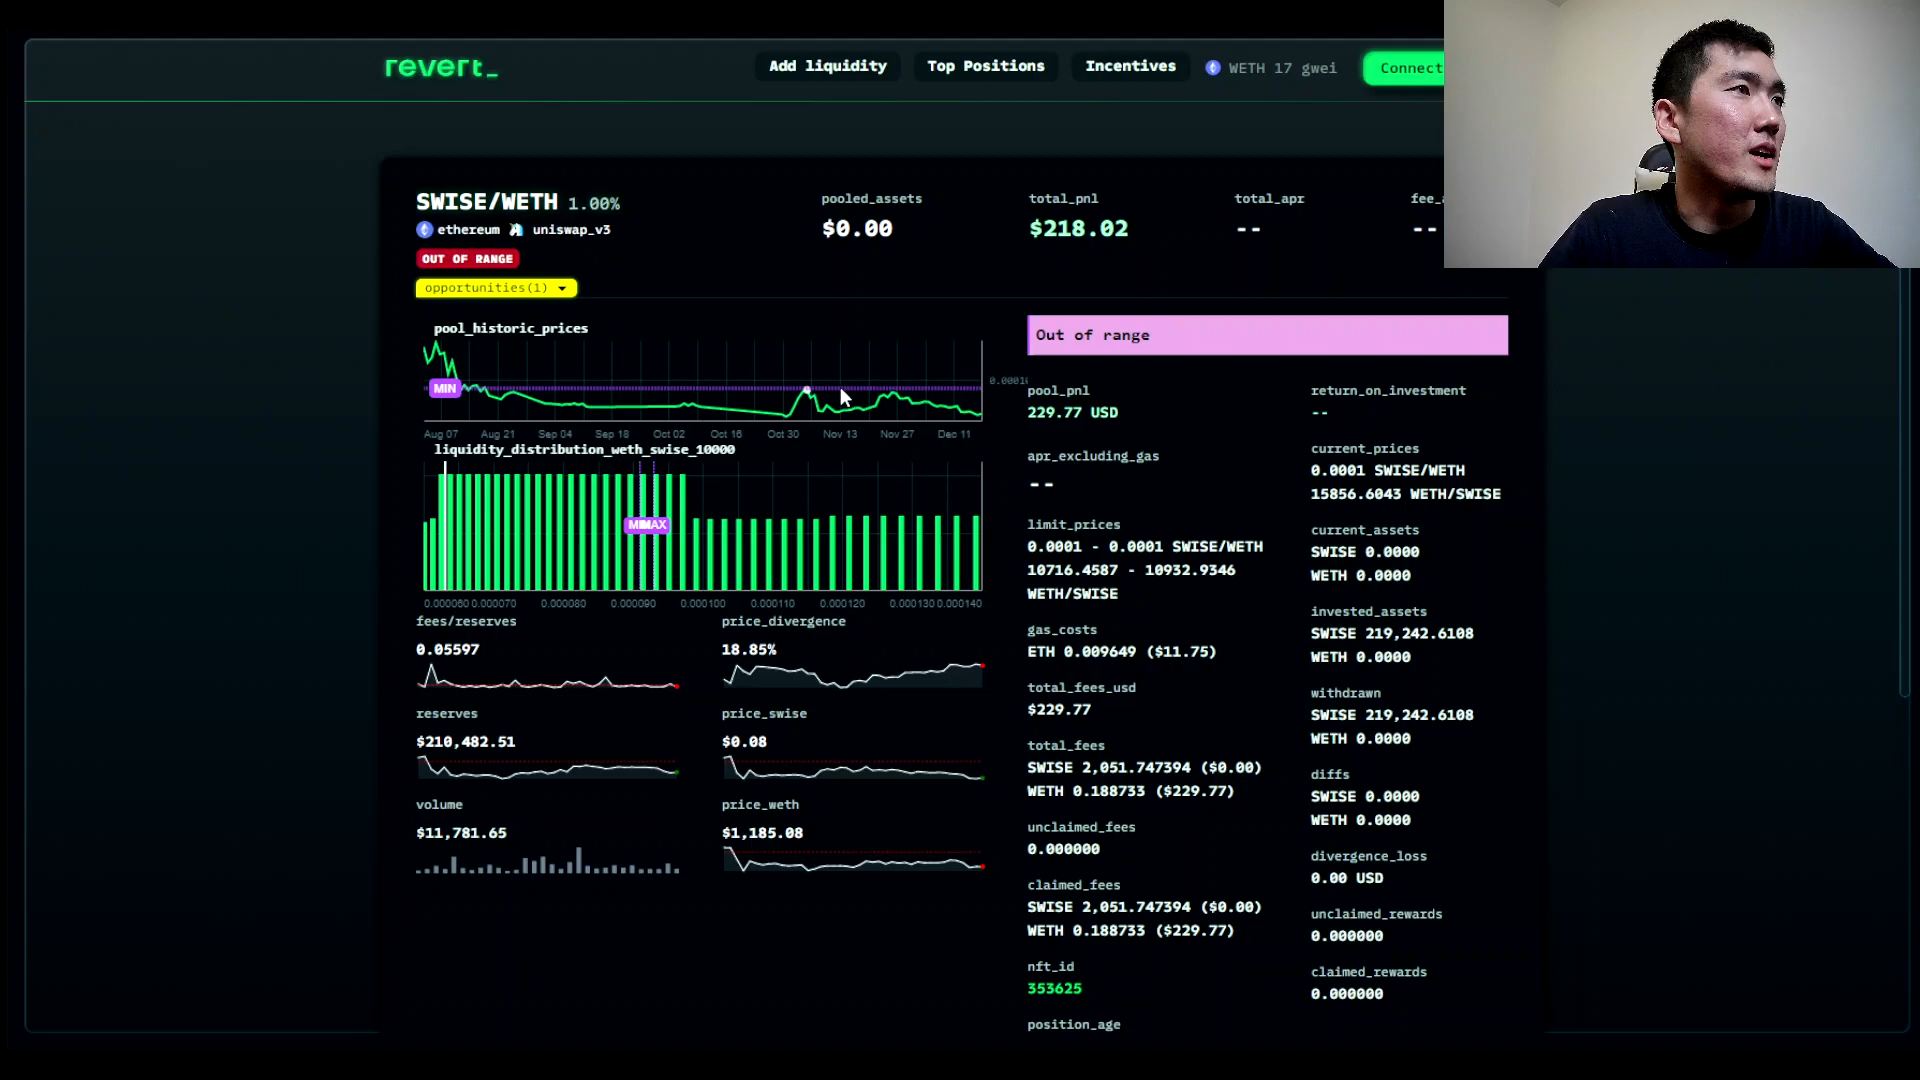 revert_
Add liquidity
Top Positions
Incentives
WETH 17 gwei
Connect
SWISE/WETH 1.00%
ethereum uniswap_v3
OUT OF RANGE
opportunities(1)
pooled_assets
$0.00
total_pnl
$218.02
total_apr
--
fee_
--
pool_historic_prices
MIN
Aug 07 Aug 21 Sep 04 Sep 18 Oct 02 Oct 16 Oct 30 Nov 13 Nov 27 Dec 11
liquidity_distribution_weth_swise_10000
MAX
0.000060 0.000070 0.000080 0.000090 0.000100 0.000110 0.000120 0.000130 0.000140
fees/reserves
0.05597
price_divergence
18.85%
reserves
$210,482.51
price_swise
$0.08
volume
$11,781.65
price_weth
$1,185.08
Out of range
pool_pnl
229.77 USD
apr_excluding_gas
--
limit_prices
0.0001 - 0.0001 SWISE/WETH
10716.4587 - 10932.9346
WETH/SWISE
gas_costs
ETH 0.009649 ($11.75)
total_fees_usd
$229.77
total_fees
SWISE 2,051.747394 ($0.00)
WETH 0.188733 ($229.77)
unclaimed_fees
0.000000
claimed_fees
SWISE 2,051.747394 ($0.00)
WETH 0.188733 ($229.77)
nft_id
353625
position_age
return_on_investment
--
current_prices
0.0001 SWISE/WETH
15856.6043 WETH/SWISE
current_assets
SWISE 0.0000
WETH 0.0000
invested_assets
SWISE 219,242.6108
WETH 0.0000
withdrawn
SWISE 219,242.6108
WETH 0.0000
diffs
SWISE 0.0000
WETH 0.0000
divergence_loss
0.00 USD
unclaimed_rewards
0.000000
claimed_rewards
0.000000